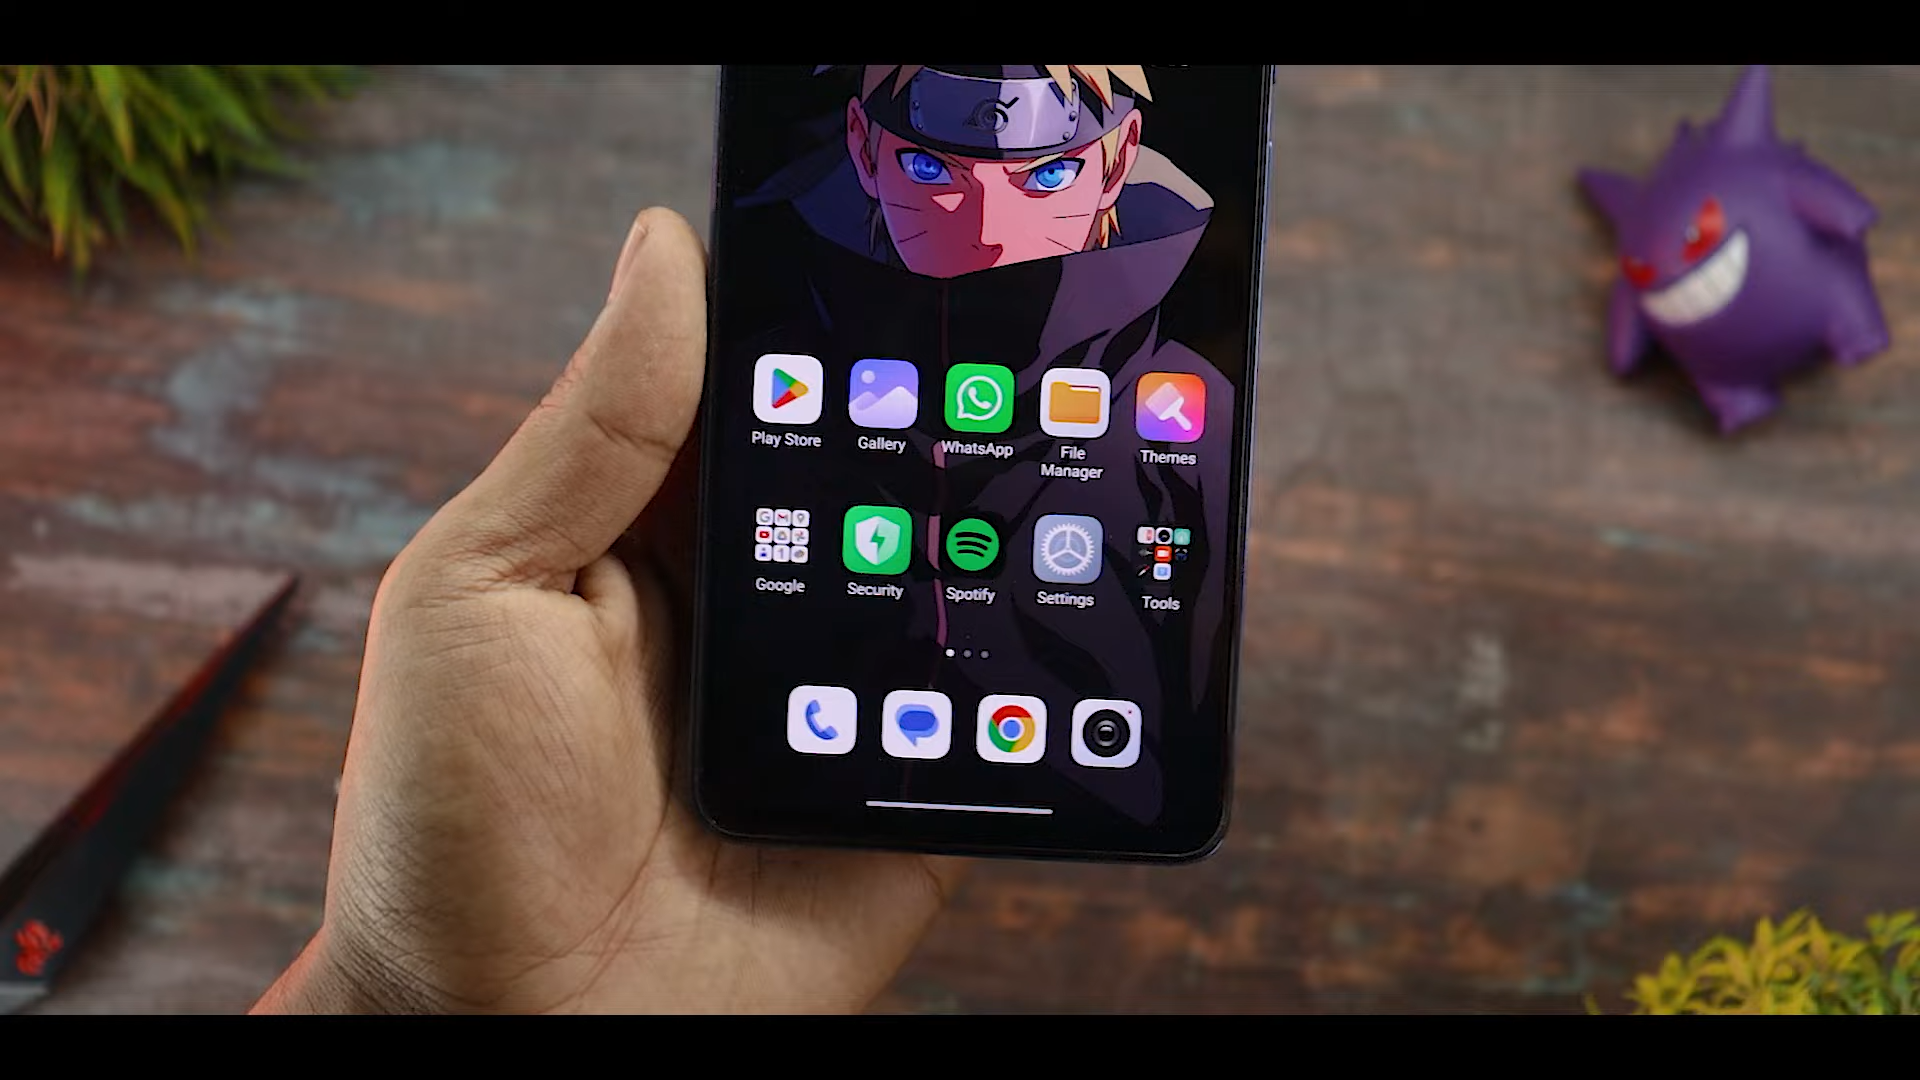 Play Store
Gallery
WhatsApp
File
Manager
Themes
Google
Security
Spotify
Settings
Tools